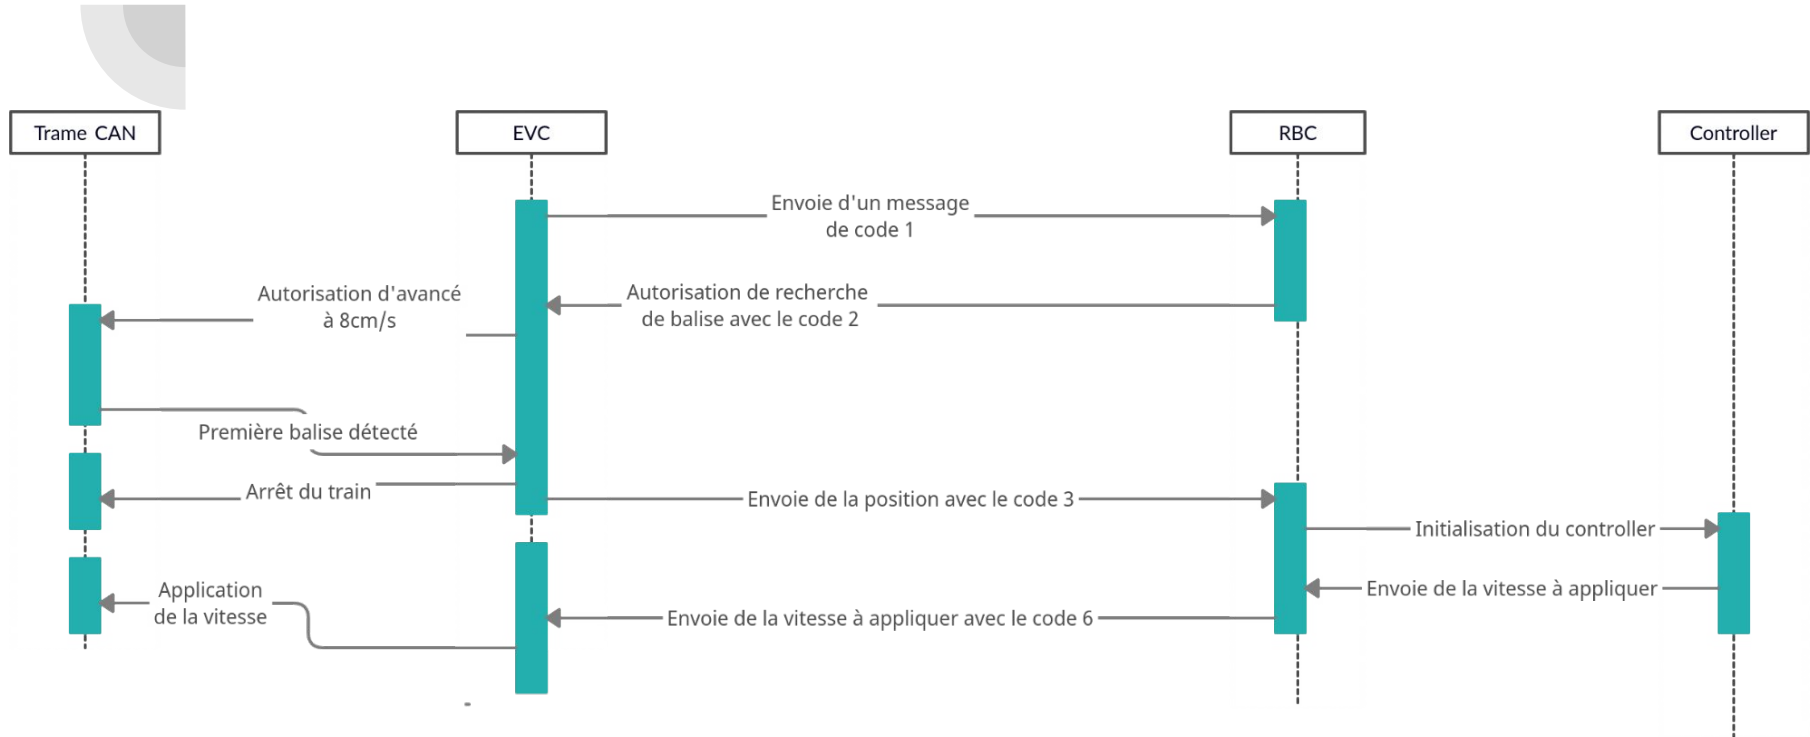 Trame CAN
EVC
RBC
Controller
Envoie d'un message
de code 1
Autorisation d'avancé
à 8cm/s
Autorisation de recherche
de balise avec le code 2
Première balise détecté
Arrêt du train
Envoie de la position avec le code 3
Initialisation du controller
Application
de la vitesse
Envoie de la vitesse à appliquer
Envoie de la vitesse à appliquer avec le code 6